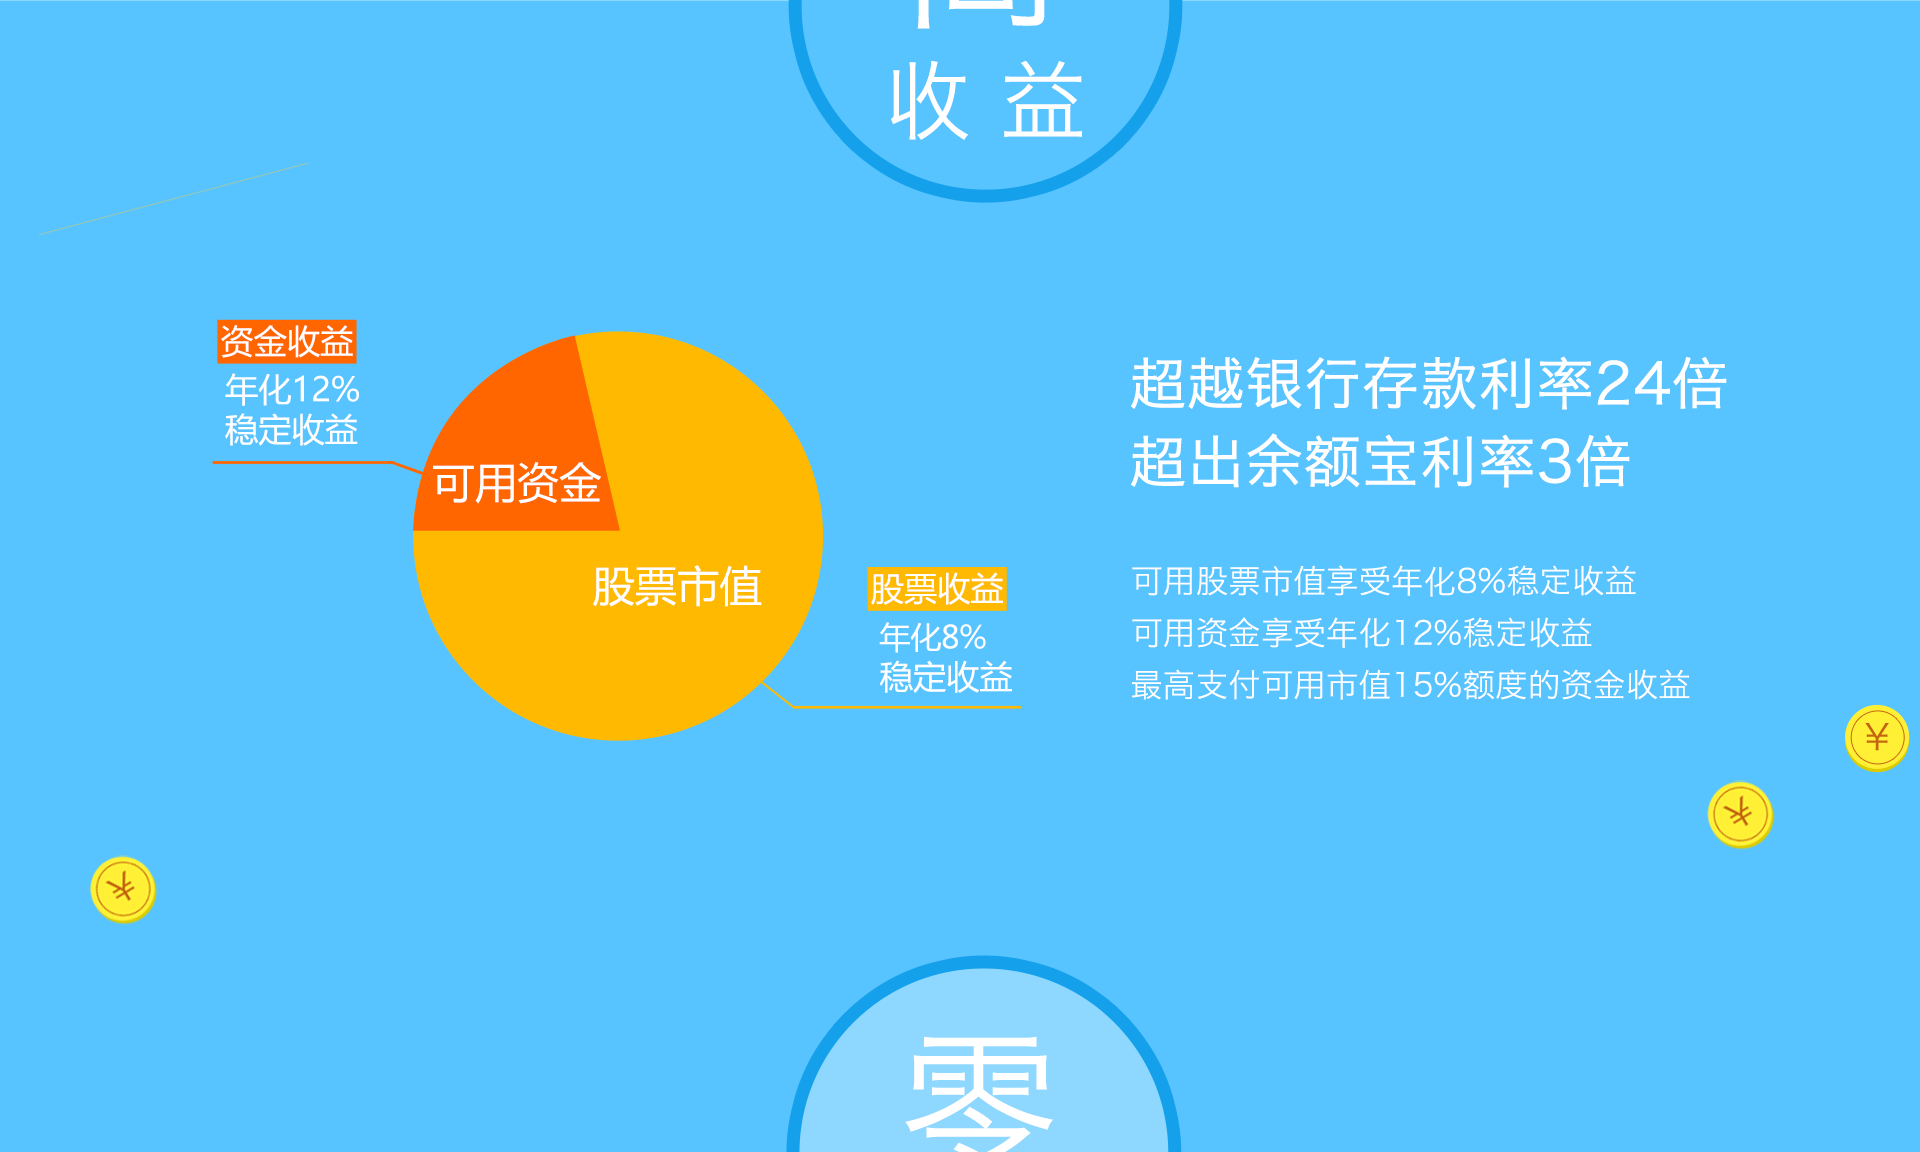 收益
资金收益
年化12%
稳定收益
可用资金
股票市值
股票收益
年化8%
稳定收益
超越银行存款利率24倍
超出余额宝利率3倍
可用股票市值享受年化8%稳定收益
可用资金享受年化12%稳定收益
最高支付可用市值15%额度的资金收益
¥
¥
¥
零